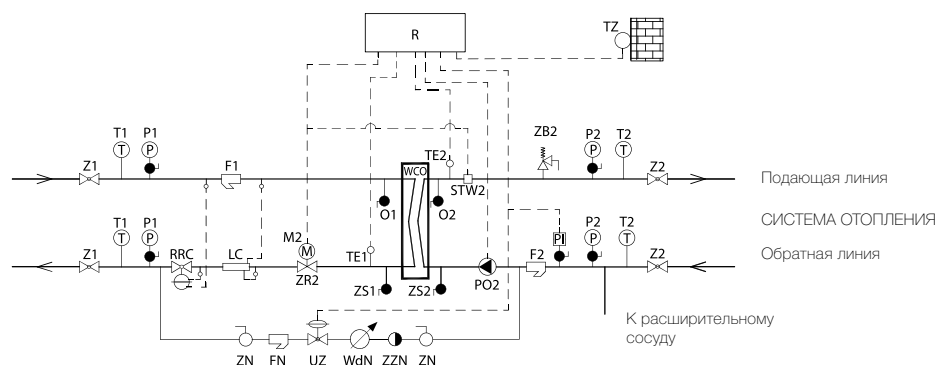 R
TZ
T1 P1
Z1 F1
TE2 ZB2 P2 T2
T P
WCO
STW2
P T
Z2
O1 O2
Подающая линия
СИСТЕМА ОТОПЛЕНИЯ
Обратная линия
T1 P1
Z1 RRC LC
M2
M
TE1
T P
PI
P2 T2
P T
F2 Z2
ZR2
ZS1 ZS2
PO2
К расширительному
сосуду
ZN FN UZ WdN ZZN ZN